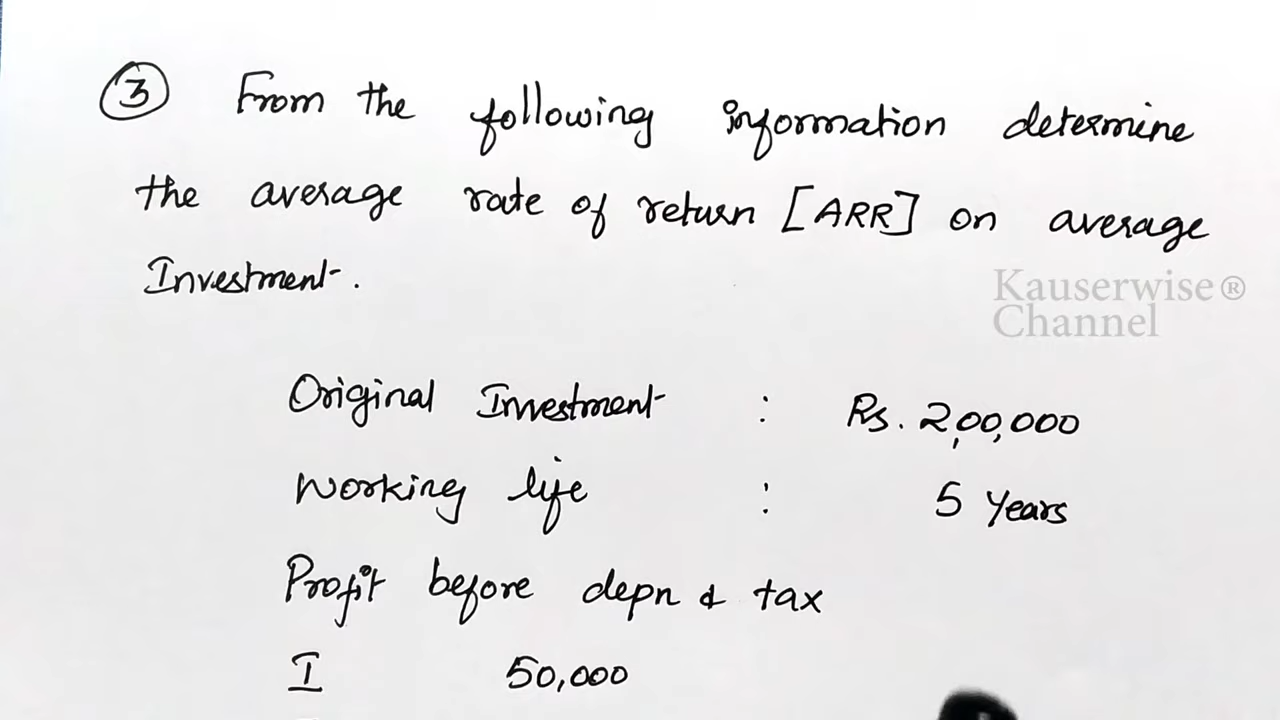 3 From the following information determine
the average rate of return [ARR] on average
Investment.
Kauserwise®
Channel
Original Investment : Rs. 2,00,000
Working life : 5 Years
Profit before depn & tax
I 50,000